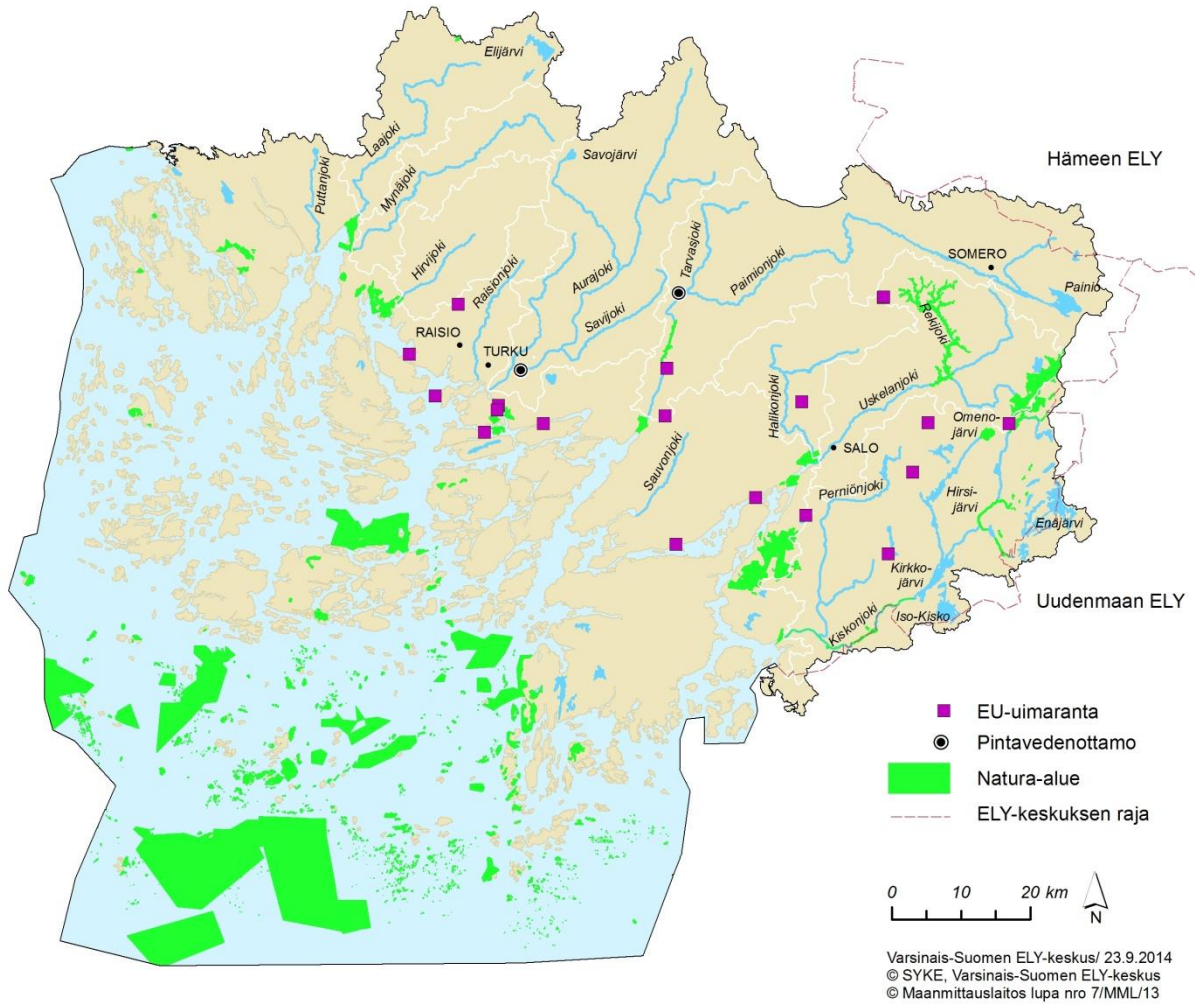 Elijärvi
Laajoki
Puttanjoki
Mynäjoki
Savojärvi
Hämeen ELY
Hirvijoki
Raisionjoki
Aurajoki
Savijoki
Tarvasjoki
Paimionjoki
SOMERO
Painio
Rekijoki
RAISIO
TURKU
Halikonjoki
Uskelanjoki
Omeno-
järvi
SALO
Sauvonjoki
Perniönjoki
Hirsi-
järvi
Enäjärvi
Kirkko-
järvi
Iso-Kisko
Kiskonjoki
Uudenmaan ELY
EU-uimaranta
Pintavedenottamo
Natura-alue
ELY-keskuksen raja
0 10 20 km
N
Varsinais-Suomen ELY-keskus/ 23.9.2014
© SYKE, Varsinais-Suomen ELY-keskus
© Maanmittauslaitos lupa nro 7/MML/13